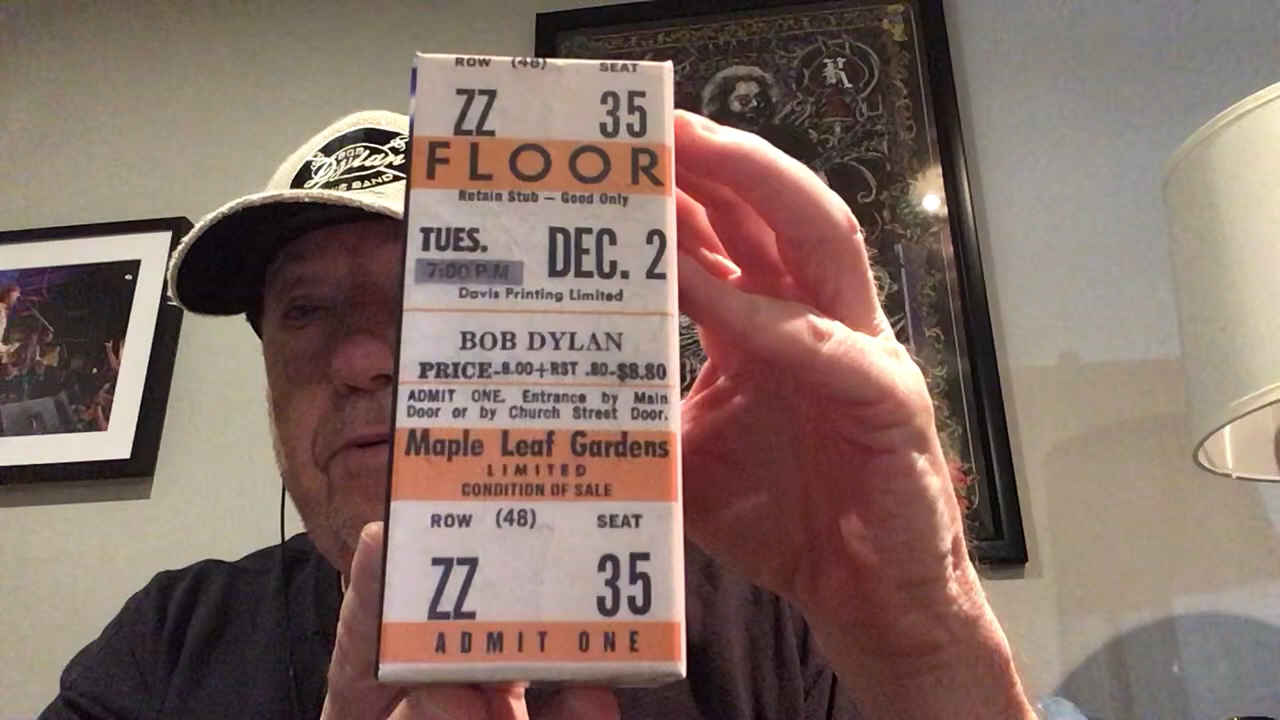 ROW (48) SEAT
ZZ 35
FLOOR
Retain Stub — Good Only
TUES. DEC. 2
7:00 P.M
Davis Printing Limited
BOB DYLAN
PRICE-8.00+RST .80-$8.80
ADMIT ONE. Entrance by Main
Door or by Church Street Door.
Maple Leaf Gardens
LIMITED
CONDITION OF SALE
ROW (48) SEAT
ZZ 35
ADMIT ONE
BOB
Dylan
BAND
K